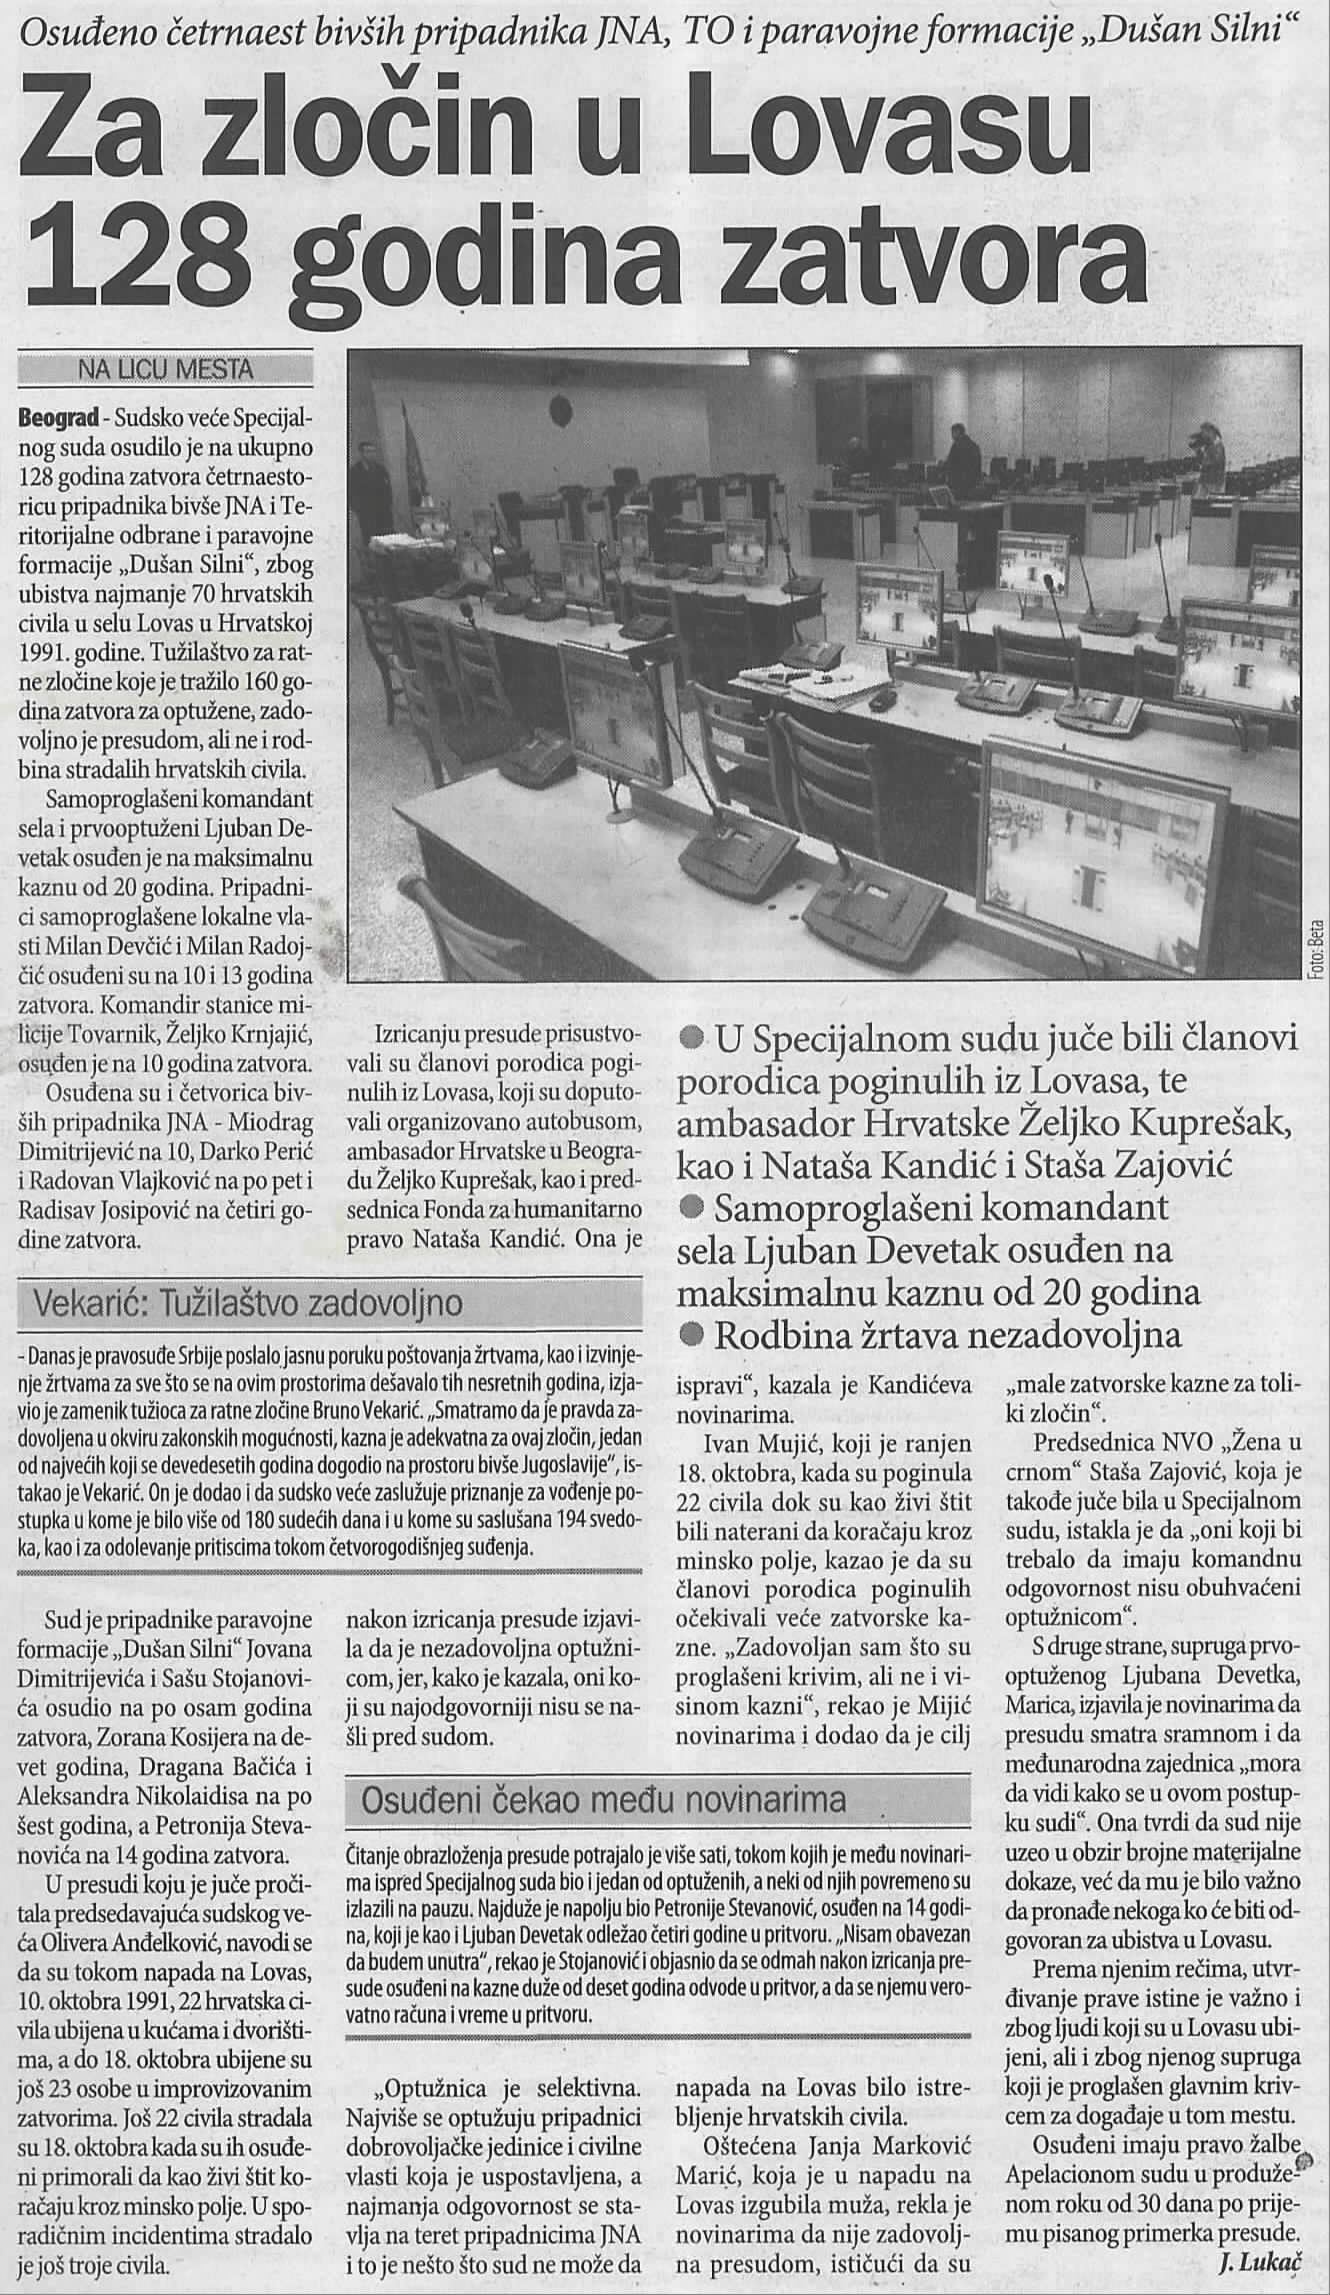 Osuđeno četrnaest bivših pripadnika JNA, TO i paravojne formacije „Dušan Silni“
Za zločin u Lovasu
128 godina zatvora
NA LICU MESTA
Beograd - Sudsko veće Specijal-
nog suda osudilo je na ukupno
128 godina zatvora četrnaesto-
ricu pripadnika bivše JNA i Te-
ritorijalne odbrane i paravojne
formacije „Dušan Silni“, zbog
ubistva najmanje 70 hrvatskih
civila u selu Lovas u Hrvatskoj
1991. godine. Tužilaštvo za rat-
ne zločine koje je tražilo 160 go-
dina zatvora za optužene, zado-
voljno je presudom, ali ne i rod-
bina stradalih hrvatskih civila.
Samoproglašeni komandant
sela i prvooptuženi Ljuban De-
vetak osuđen je na maksimalnu
kaznu od 20 godina. Pripadni-
ci samoproglašene lokalne vla-
sti Milan Devčić i Milan Radoj-
čić osuđeni su na 10 i 13 godina
zatvora. Komandir stanice mi-
licije Tovarnik, Željko Krnjajić,
osuđen je na 10 godina zatvora.
Osuđena su i četvorica biv-
ših pripadnika JNA - Miodrag
Dimitrijević na 10, Darko Perić
i Radovan Vlajković na po pet i
Radisav Josipović na četiri go-
dine zatvora.
Foto: Beta
Izricanju presude prisustvo-
vali su članovi porodica pogi-
nulih iz Lovasa, koji su doputo-
vali organizovano autobusom,
ambasador Hrvatske u Beogra-
du Željko Kuprešak, kao i pred-
sednica Fonda za humanitarno
pravo Nataša Kandić. Ona je
● U Specijalnom sudu juče bili članovi
porodica poginulih iz Lovasa, te
ambasador Hrvatske Željko Kuprešak,
kao i Nataša Kandić i Staša Zajović
● Samoproglašeni komandant
sela Ljuban Devetak osuđen na
maksimalnu kaznu od 20 godina
● Rodbina žrtava nezadovoljna
Vekarić: Tužilaštvo zadovoljno
- Danas je pravosuđe Srbije poslalo jasnu poruku poštovanja žrtvama, kao i izvinje-
nje žrtvama za sve što se na ovim prostorima dešavalo tih nesretnih godina, izja-
vio je zamenik tužioca za ratne zločine Bruno Vekarić. „Smatramo da je pravda za-
dovoljena u okviru zakonskih mogućnosti, kazna je adekvatna za ovaj zločin, jedan
od najvećih koji se devedesetih godina dogodio na prostoru bivše Jugoslavije“, is-
takao je Vekarić. On je dodao i da sudsko veće zaslužuje priznanje za vođenje po-
stupka u kome je bilo više od 180 sudećih dana i u kome su saslušana 194 svedo-
ka, kao i za odolevanje pritiscima tokom četvorogodišnjeg suđenja.
Sud je pripadnike paravojne
formacije „Dušan Silni“ Jovana
Dimitrijevića i Sašu Stojanovi-
ća osudio na po osam godina
zatvora, Zorana Kosijera na de-
vet godina, Dragana Bačića i
Aleksandra Nikolaidisa na po
šest godina, a Petronija Steva-
novića na 14 godina zatvora.
U presudi koju je juče proči-
tala predsedavajuća sudskog ve-
ća Olivera Anđelković, navodi se
da su tokom napada na Lovas,
10. oktobra 1991, 22 hrvatska ci-
vila ubijena u kućama i dvorišti-
ma, a do 18. oktobra ubijene su
još 23 osobe u improvizovanim
zatvorima. Još 22 civila stradala
su 18. oktobra kada su ih osuđe-
ni primorali da kao živi štit ko-
račaju kroz minsko polje. U spo-
radičnim incidentima stradalo
je još troje civila.
nakon izricanja presude izjavi-
la da je nezadovoljna optužni-
com, jer, kako je kazala, oni ko-
ji su najodgovorniji nisu se na-
šli pred sudom.
Osuđeni čekao među novinarima
Čitanje obrazloženja presude potrajalo je više sati, tokom kojih je među novinari-
ma ispred Specijalnog suda bio i jedan od optuženih, a neki od njih povremeno su
izlazili na pauzu. Najduže je napolju bio Petronije Stevanović, osuđen na 14 godi-
na, koji je kao i Ljuban Devetak odležao četiri godine u pritvoru. „Nisam obavezan
da budem unutra“, rekao je Stojanović i objasnio da se odmah nakon izricanja pre-
sude osuđeni na kazne duže od deset godina odvode u pritvor, a da se njemu vero-
vatno računa i vreme u pritvoru.
„Optužnica je selektivna.
Najviše se optužuju pripadnici
dobrovoljačke jedinice i civilne
vlasti koja je uspostavljena, a
najmanja odgovornost se sta-
vlja na teret pripadnicima JNA
i to je nešto što sud ne može da
ispravi“, kazala je Kandićeva
novinarima.
Ivan Mujić, koji je ranjen
18. oktobra, kada su poginula
22 civila dok su kao živi štit
bili naterani da koračaju kroz
minsko polje, kazao je da su
članovi porodica poginulih
očekivali veće zatvorske ka-
zne. „Zadovoljan sam što su
proglašeni krivim, ali ne i vi-
sinom kazni“, rekao je Mijić
novinarima i dodao da je cilj
napada na Lovas bilo istre-
bljenje hrvatskih civila.
Oštećena Janja Marković
Marić, koja je u napadu na
Lovas izgubila muža, rekla je
novinarima da nije zadovolj-
na presudom, ističući da su
„male zatvorske kazne za toli-
ki zločin“.
Predsednica NVO „Žena u
crnom“ Staša Zajović, koja je
takođe juče bila u Specijalnom
sudu, istakla je da „oni koji bi
trebalo da imaju komandnu
odgovornost nisu obuhvaćeni
optužnicom“.
S druge strane, supruga prvo-
optuženog Ljubana Devetka,
Marica, izjavila je novinarima da
presudu smatra sramnom i da
međunarodna zajednica „mora
da vidi kako se u ovom postup-
ku sudi“. Ona tvrdi da sud nije
uzeo u obzir brojne materijalne
dokaze, već da mu je bilo važno
da pronađe nekoga ko će biti od-
govoran za ubistva u Lovasu.
Prema njenim rečima, utvr-
đivanje prave istine je važno i
zbog ljudi koji su u Lovasu ubi-
jeni, ali i zbog njenog supruga
koji je proglašen glavnim kriv-
cem za događaje u tom mestu.
Osuđeni imaju pravo žalbe
Apelacionom sudu u produže-
nom roku od 30 dana po prije-
mu pisanog primerka presude.
J. Lukač